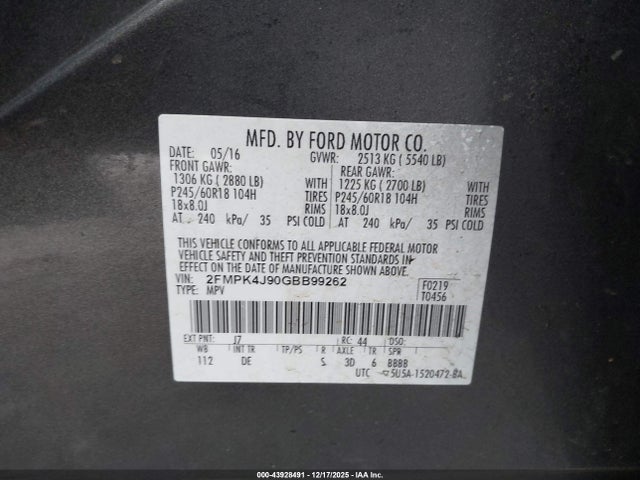 MFD. BY FORD MOTOR CO.
DATE: 05/16 GVWR: 2513 KG ( 5540 LB)
FRONT GAWR: REAR GAWR:
1306 KG ( 2880 LB) WITH 1225 KG ( 2700 LB) WITH
P245/60R18 104H TIRES P245/60R18 104H TIRES
18x8.0J RIMS 18x8.0J RIMS
AT 240 kPa/ 35 PSI COLD AT 240 kPa/ 35 PSI COLD
THIS VEHICLE CONFORMS TO ALL APPLICABLE FEDERAL MOTOR
VEHICLE SAFETY AND THEFT PREVENTION STANDARDS IN
EFFECT ON THE DATE OF MANUFACTURE SHOWN ABOVE.
VIN: 2FMPK4J90GBB99262 F0219
TYPE: MPV T0456
EXT PNT: J7 RC: 44 DSO:
WB INT TR TP/PS R AXLE TR SPR
112 DE S 3D 6 BBBB
UTC 5U5A-1520472-BA
000-43928491 - 12/17/2025 - IAA, Inc.